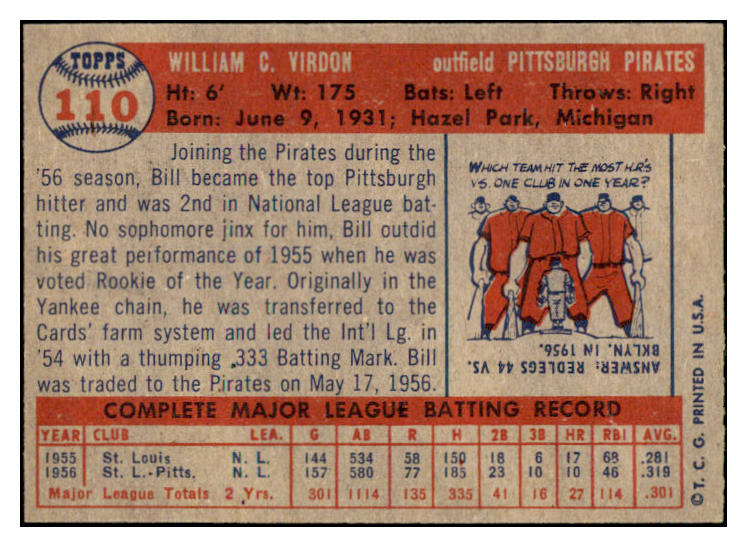 TOPPS
110
WILLIAM C. VIRDON outfield PITTSBURGH PIRATES
Ht: 6' Wt: 175 Bats: Left Throws: Right
Born: June 9, 1931; Hazel Park, Michigan
Joining the Pirates during the
'56 season, Bill became the top Pittsburgh
hitter and was 2nd in National League bat-
ting. No sophomore jinx for him, Bill outdid
his great performance of 1955 when he was
voted Rookie of the Year. Originally in the
Yankee chain, he was transferred to the
Cards' farm system and led the Int'l Lg. in
'54 with a thumping .333 Batting Mark. Bill
was traded to the Pirates on May 17, 1956.
WHICH TEAM HIT THE MOST H.R'S
VS. ONE CLUB IN ONE YEAR?
ANSWER: REDLEGS 44 VS.
BKLYN. IN 1956.
COMPLETE MAJOR LEAGUE BATTING RECORD
YEAR CLUB LEA. G AB R H 2B 3B HR RBI AVG.
1955 St. Louis N. L. 144 534 58 150 18 6 17 68 .281
1956 St. L.-Pitts. N. L. 157 580 77 185 23 10 10 46 .319
Major League Totals 2 Yrs. 301 1114 135 335 41 16 27 114 .301
©T. C. G. PRINTED IN U.S.A.